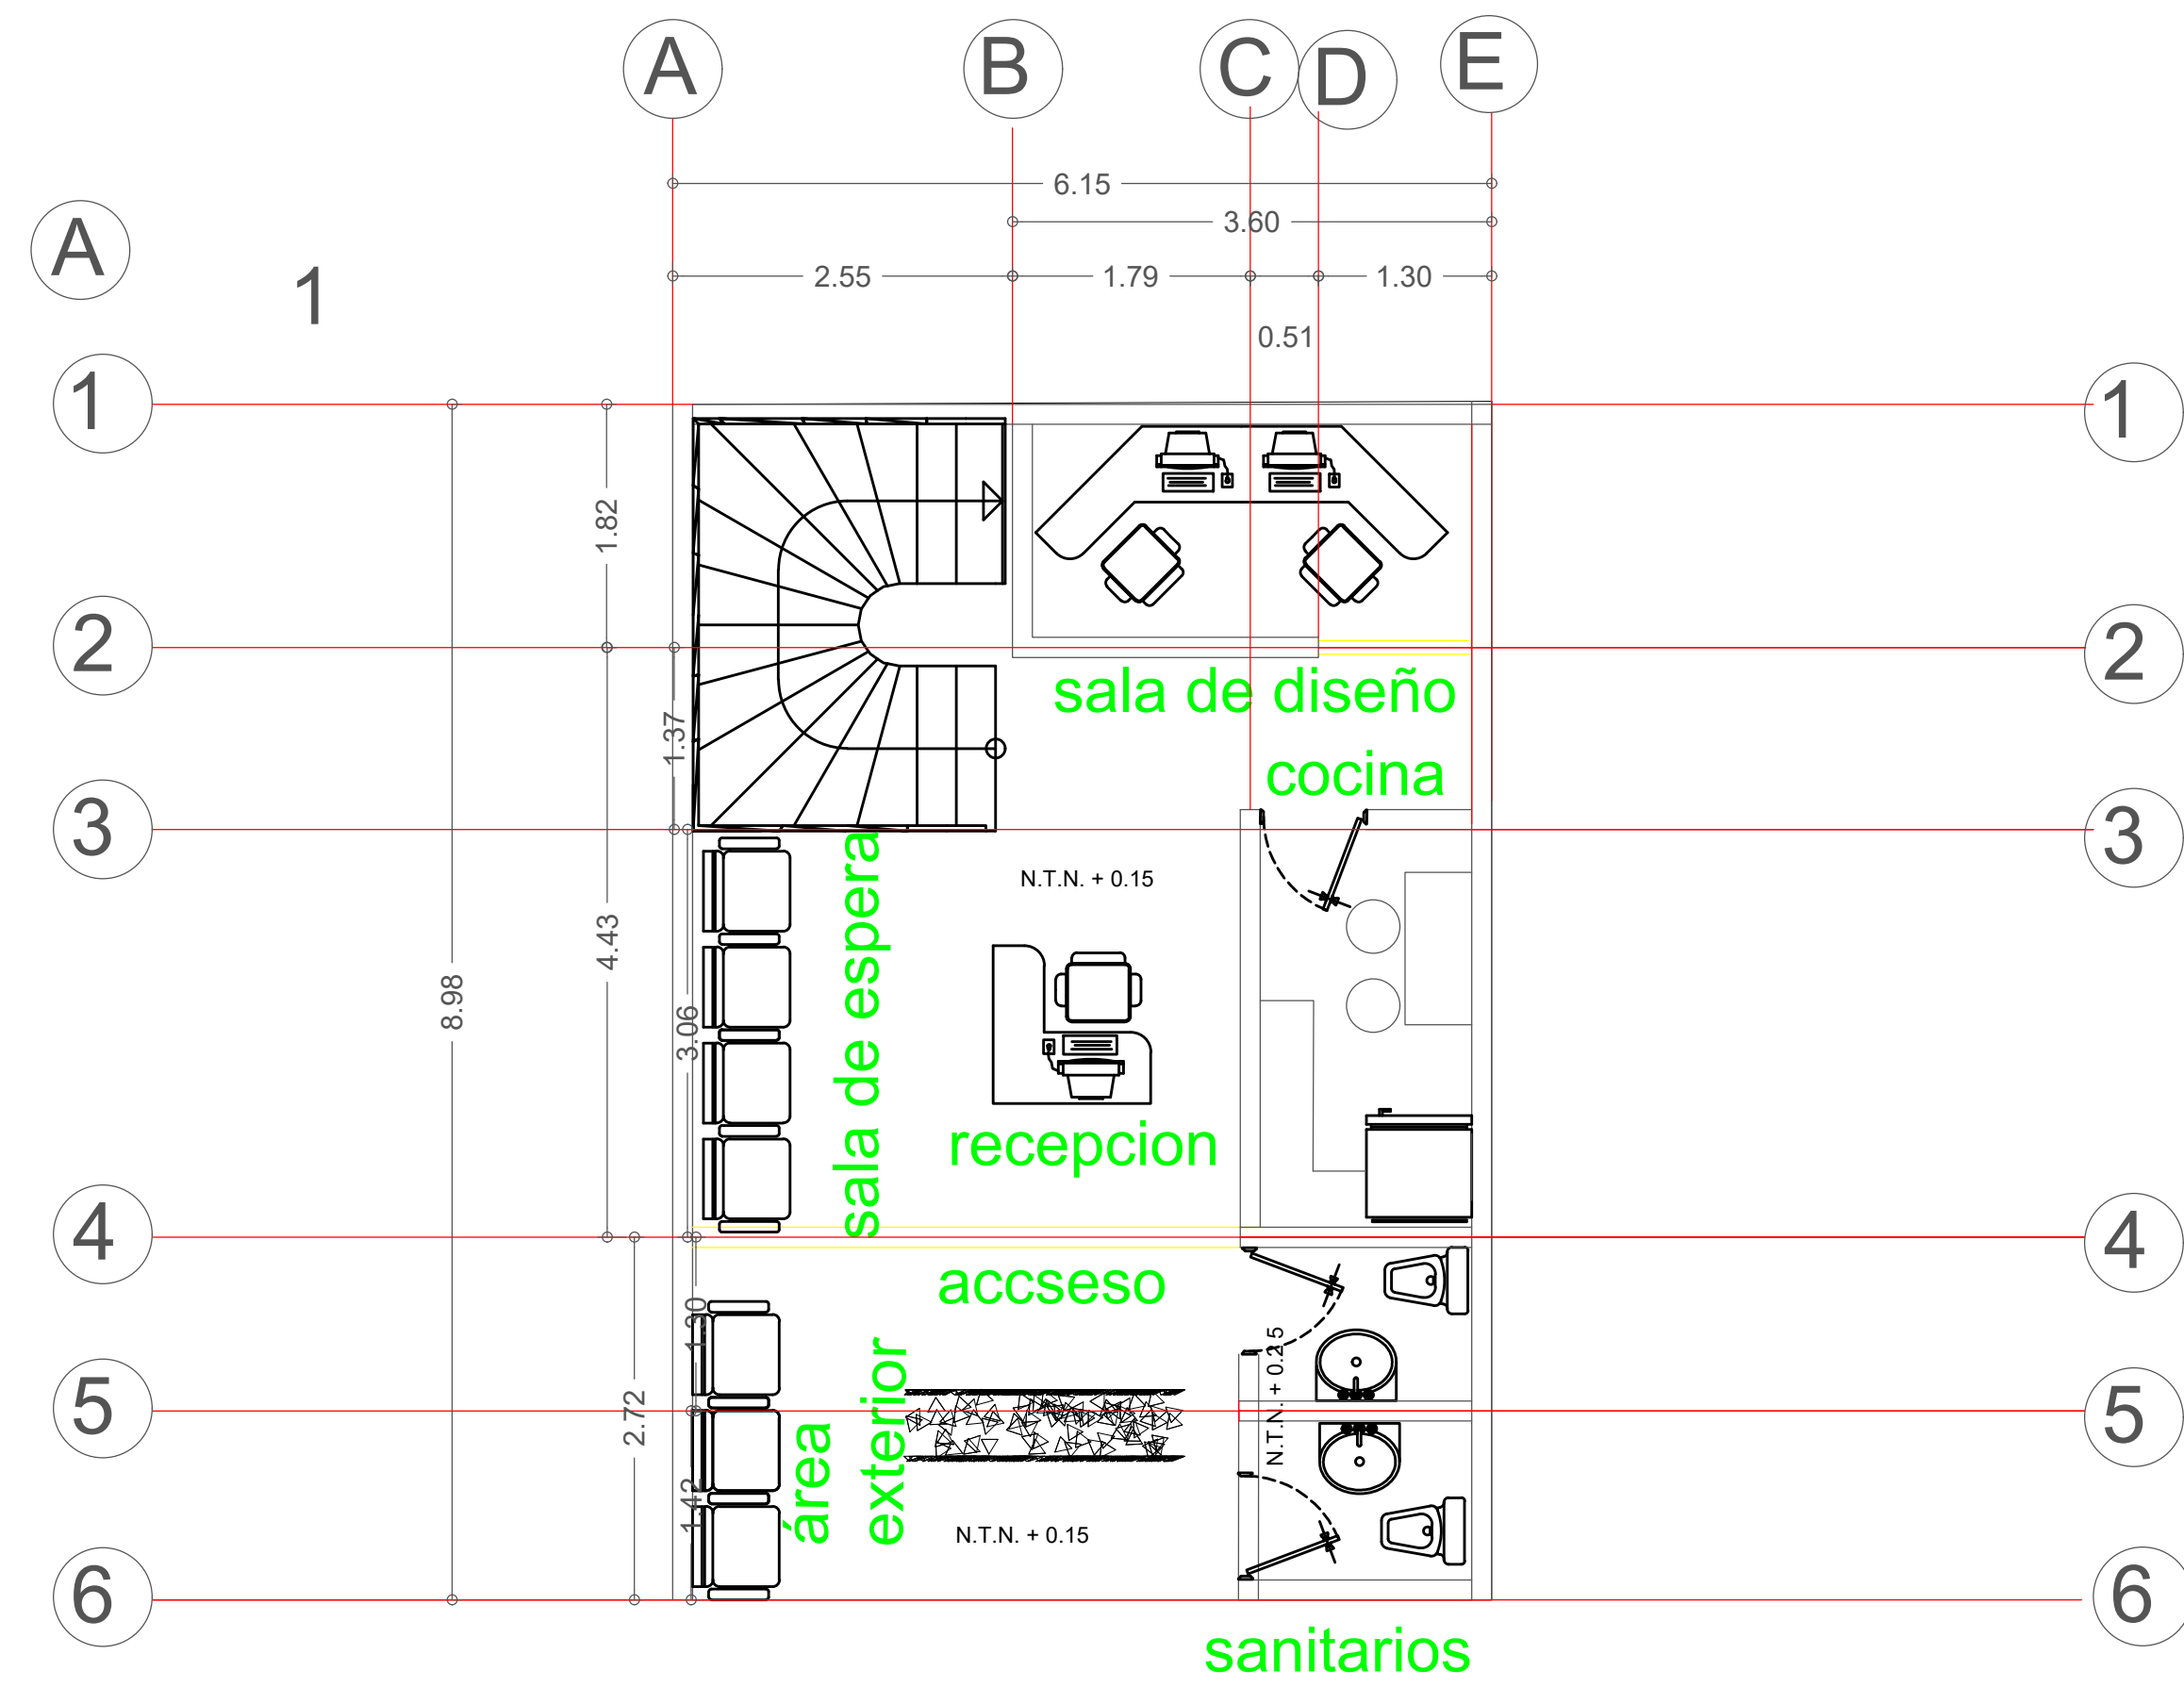 A
B
C
D
E
6.15
3.60
2.55
1.79
1.30
0.51
A
1
1
1
1.82
2
2
sala de diseño
1.37
cocina
3
3
sala de espera
N.T.N. + 0.15
4.43
8.98
3.06
recepcion
4
4
accseso
1.30
N.T.N. + 0.25
área
exterior
5
5
2.72
1.42
N.T.N. + 0.15
6
6
sanitarios